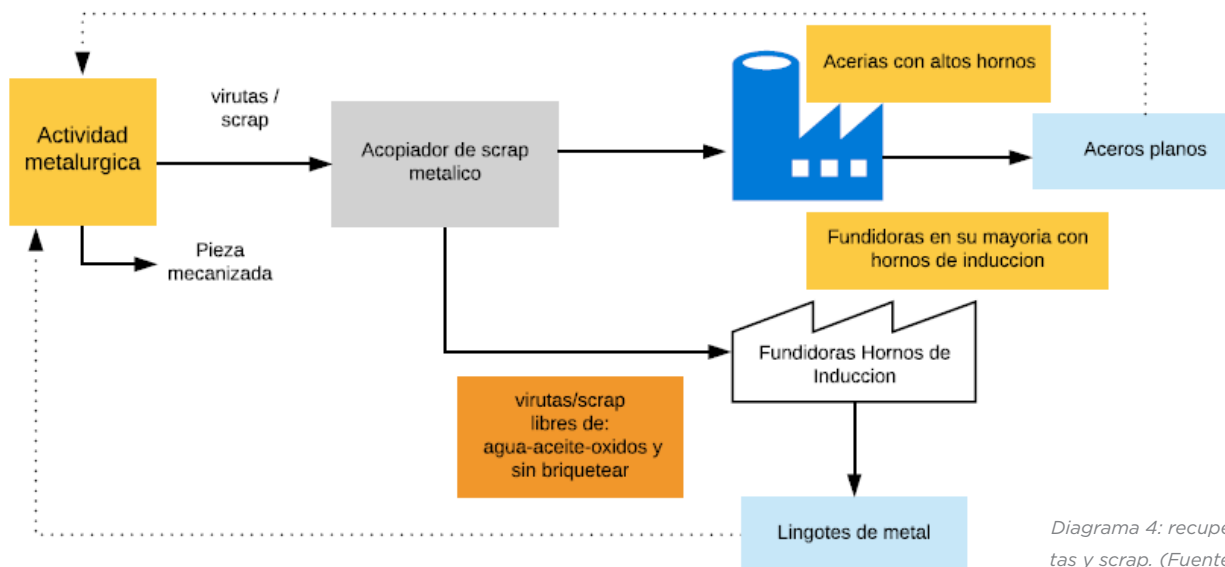 Acerias con altos hornos
virutas /
scrap
Actividad
metalurgica
Acopiador de scrap
metalico
Aceros planos
Pieza
mecanizada
Fundidoras en su mayoria con
hornos de induccion
Fundidoras Hornos de
Induccion
virutas/scrap
libres de:
agua-aceite-oxidos y
sin briquetear
Lingotes de metal
Diagrama 4: recupe
tas y scrap. (Fuente